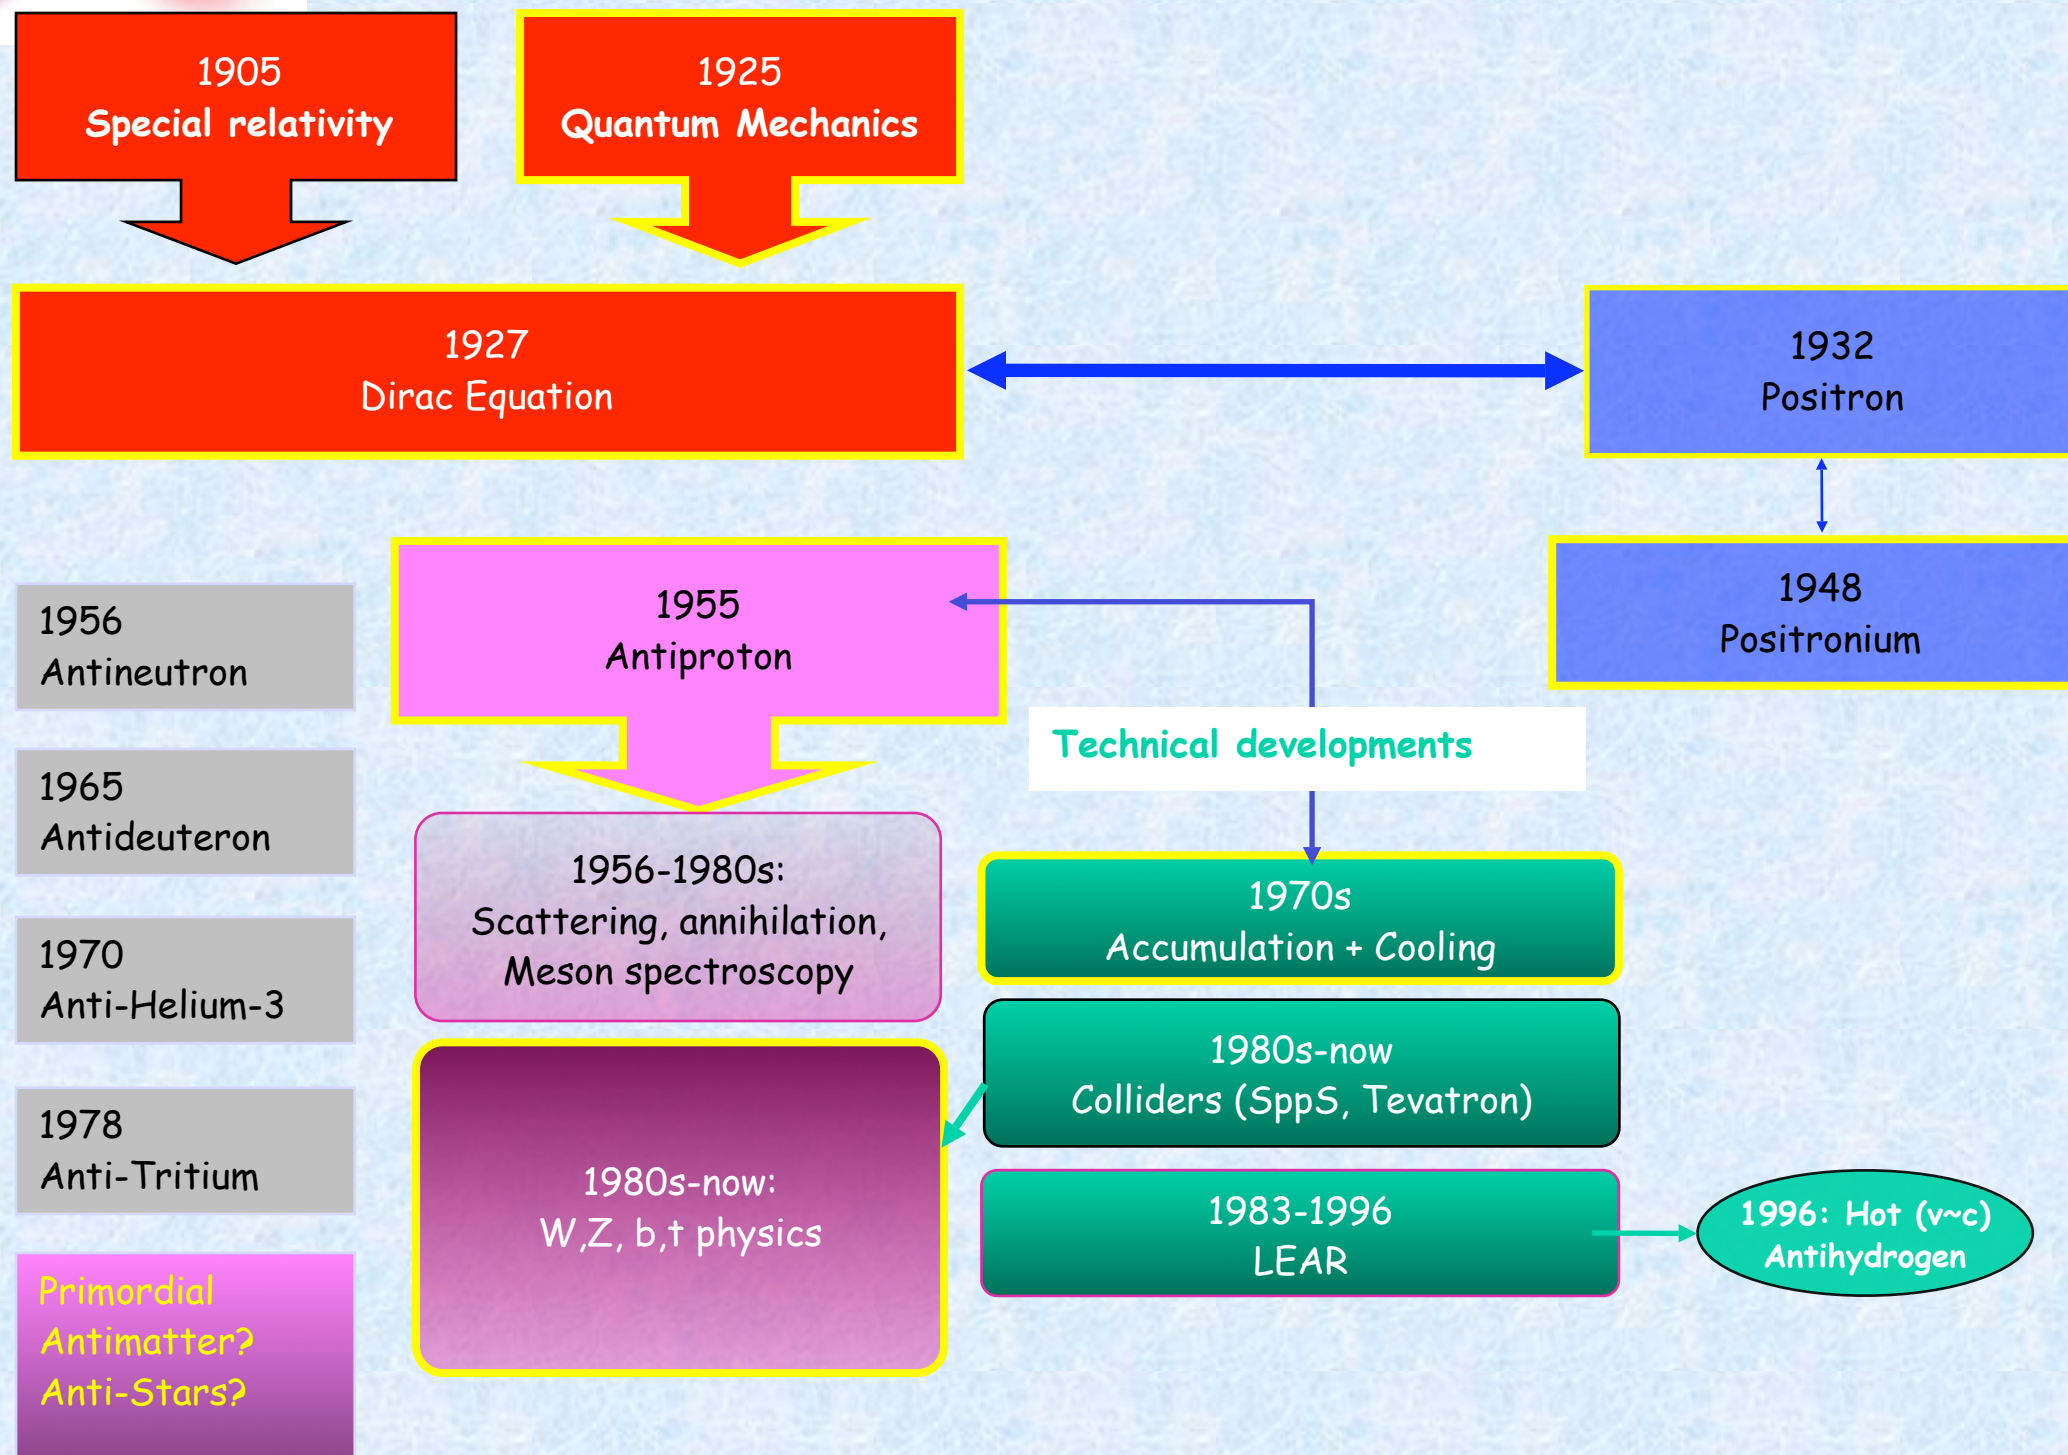 1905
Special relativity
1925
Quantum Mechanics
1927
Dirac Equation
1932
Positron
1948
Positronium
1955
Antiproton
Technical developments
1956
Antineutron
1965
Antideuteron
1970
Anti-Helium-3
1978
Anti-Tritium
Primordial
Antimatter?
Anti-Stars?
1956-1980s:
Scattering, annihilation,
Meson spectroscopy
1980s-now:
W,Z, b,t physics
1970s
Accumulation + Cooling
1980s-now
Colliders (SppS, Tevatron)
1983-1996
LEAR
1996: Hot (v~c)
Antihydrogen